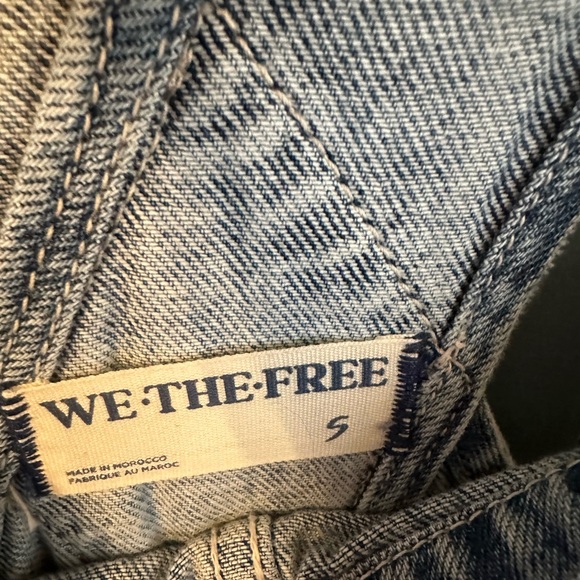 WE·THE·FREE
S
MADE IN MOROCCO
FABRIQUE AU MAROC